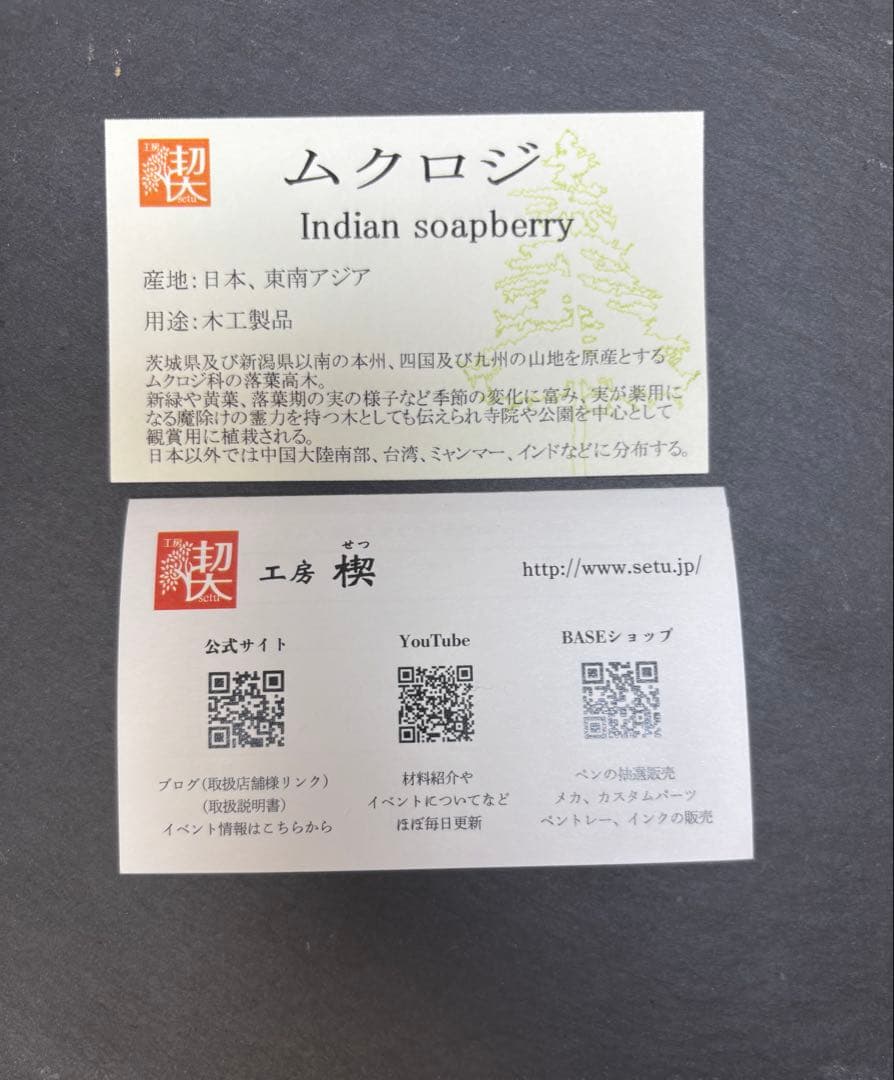 工房
楔
setu
ムクロジ
Indian soapberry
産地：日本、東南アジア
用途：木工製品
茨城県及び新潟県以南の本州、四国及び九州の山地を原産とする
ムクロジ科の落葉高木。
新緑や黄葉、落葉期の実の様子など季節の変化に富み、実が薬用に
なる魔除けの霊力を持つ木としても伝えられ寺院や公園を中心として
観賞用に植栽される。
日本以外では中国大陸南部、台湾、ミャンマー、インドなどに分布する。
工房
楔
setu
せつ
工房 楔
http://www.setu.jp/
公式サイト
YouTube
BASEショップ
ブログ(取扱店舗様リンク)
(取扱説明書)
イベント情報はこちらから
材料紹介や
イベントについてなど
ほぼ毎日更新
ペンの抽選販売
メカ、カスタムパーツ
ペントレー、インクの販売